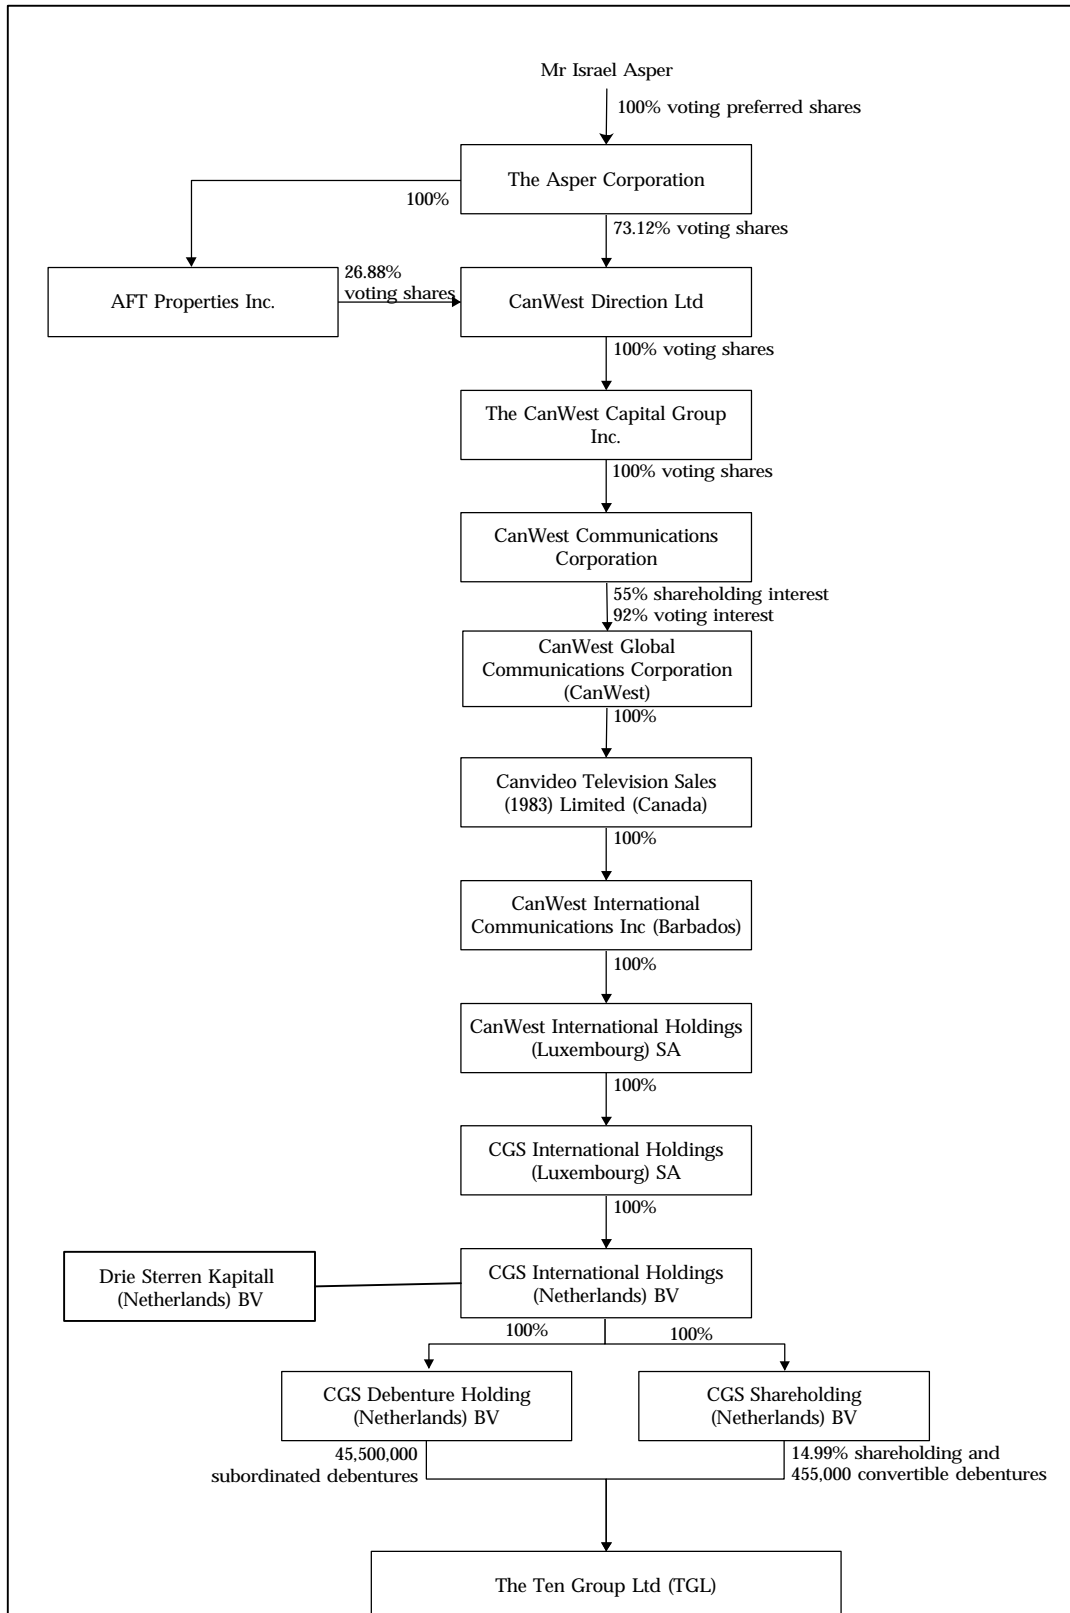 Mr Israel Asper
100% voting preferred shares
The Asper Corporation
100%
73.12% voting shares
26.88%
voting shares
AFT Properties Inc.
CanWest Direction Ltd
100% voting shares
The CanWest Capital Group
Inc.
100% voting shares
CanWest Communications
Corporation
55% shareholding interest
92% voting interest
CanWest Global
Communications Corporation
(CanWest)
100%
Canvideo Television Sales
(1983) Limited (Canada)
100%
CanWest International
Communications Inc (Barbados)
100%
CanWest International Holdings
(Luxembourg) SA
100%
CGS International Holdings
(Luxembourg) SA
100%
Drie Sterren Kapitall
(Netherlands) BV
CGS International Holdings
(Netherlands) BV
100%
100%
CGS Debenture Holding
(Netherlands) BV
CGS Shareholding
(Netherlands) BV
45,500,000
subordinated debentures
14.99% shareholding and
455,000 convertible debentures
The Ten Group Ltd (TGL)